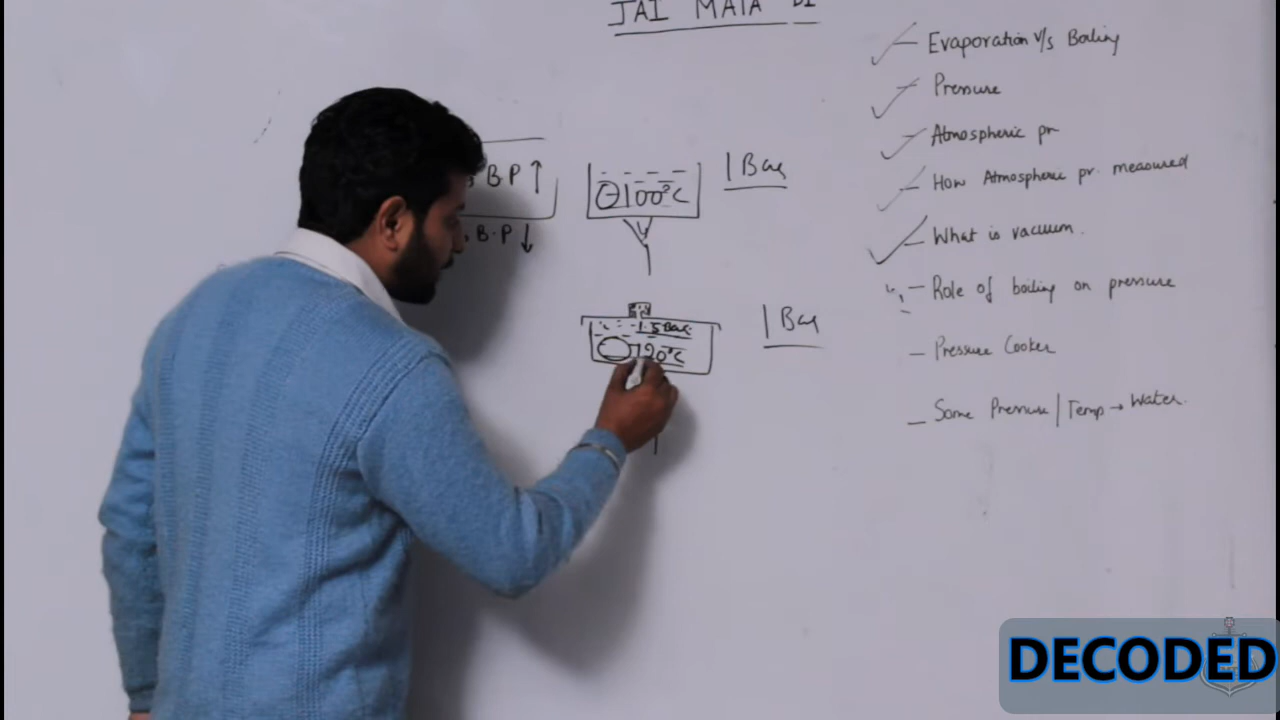 JAI MATA DI
B.P ↑
, B.P ↓
100°C
1 Bar
1.5 Bar
120°C
1 Bar
— Evaporation v/s Boiling
— Pressure
— Atmospheric pr
— How Atmospheric pr. measured
— What is vacuum.
— Role of boiling on pressure
— Pressure Cooker
— Same Pressure | Temp → Water.
DECODED